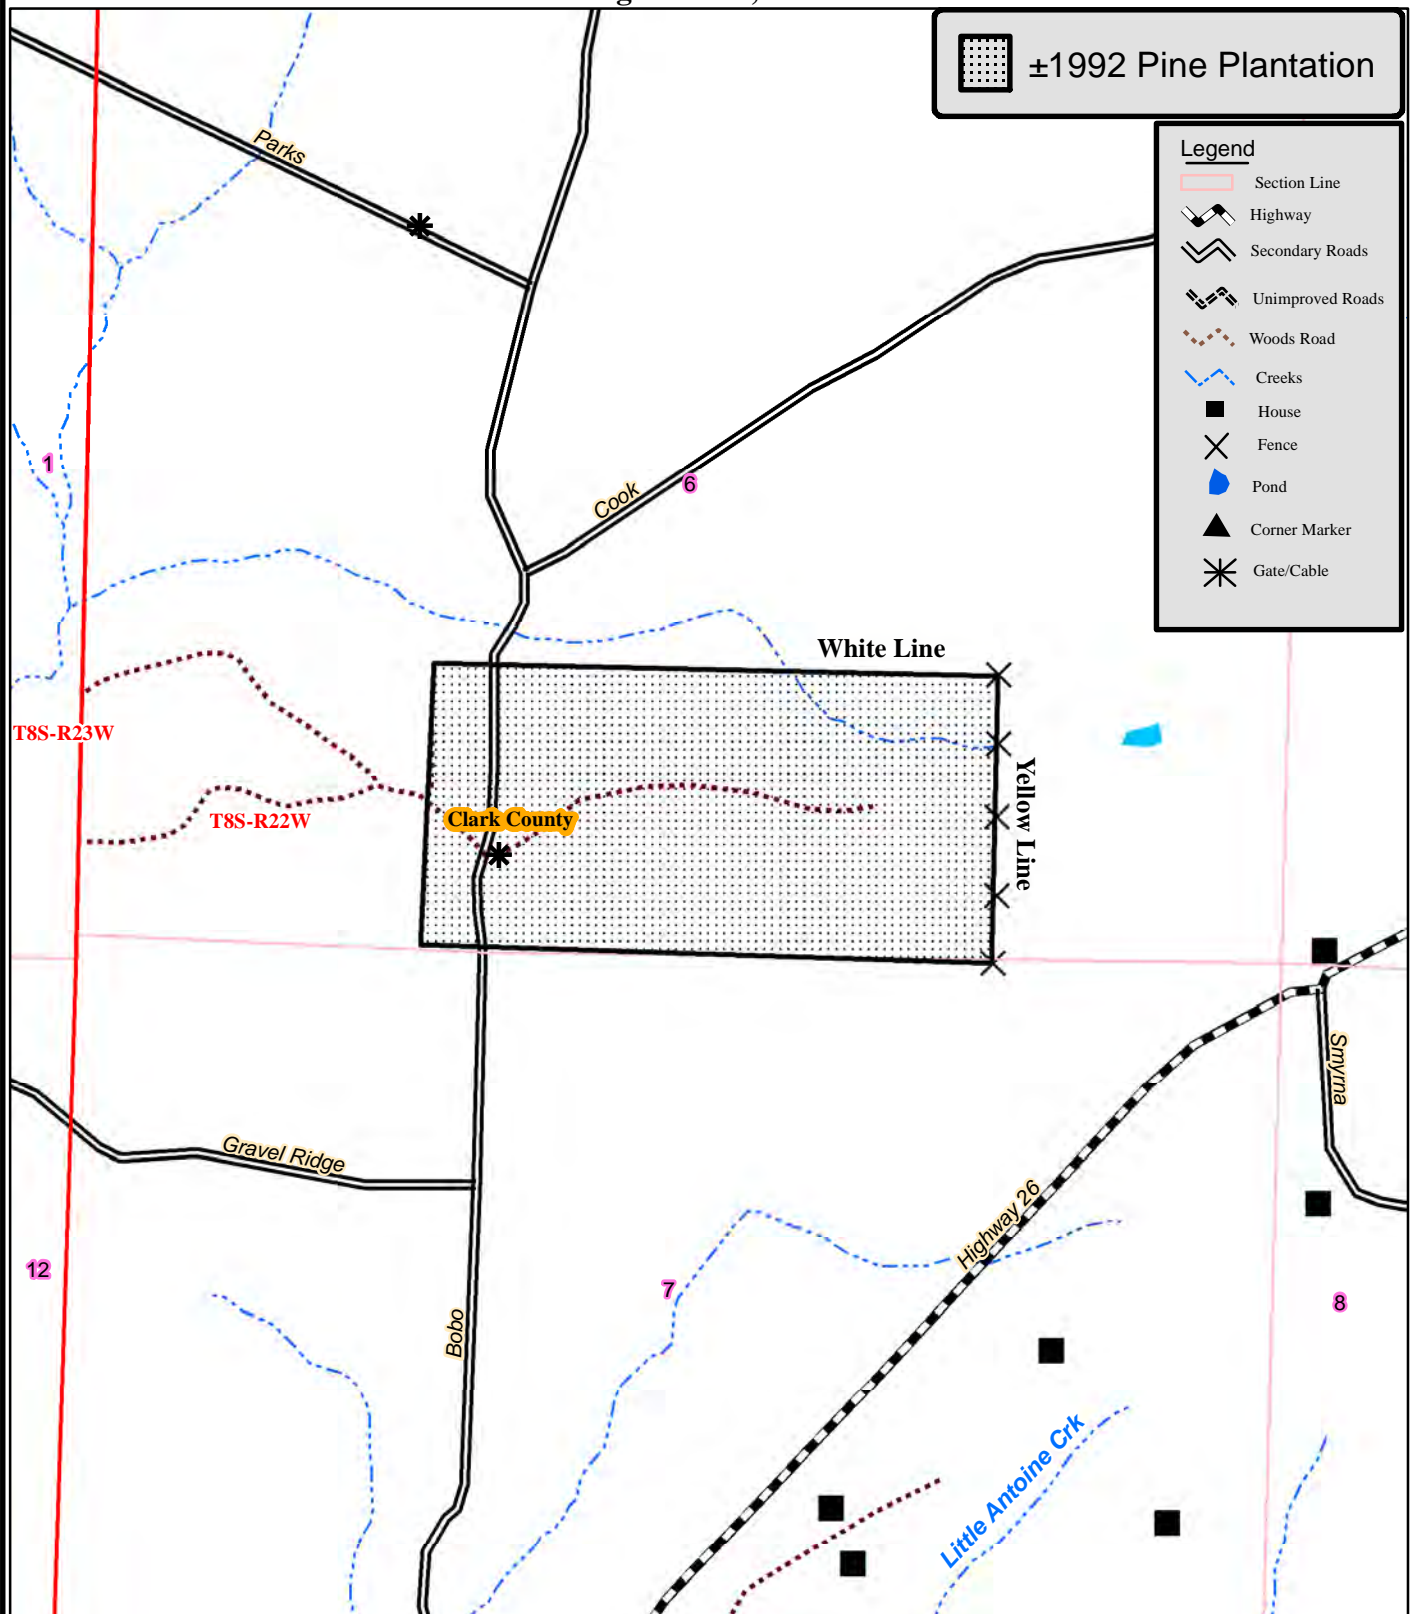 ±1992 Pine Plantation
Legend
Section Line
Highway
Secondary Roads
Unimproved Roads
Woods Road
Creeks
House
Fence
Pond
Corner Marker
Gate/Cable
Parks
1
Cook
6
White Line
T8S-R23W
Yellow Line
T8S-R22W
Clark County
Smyrna
Gravel Ridge
Highway 26
12
7
8
Bobo
Little Antoine Crk